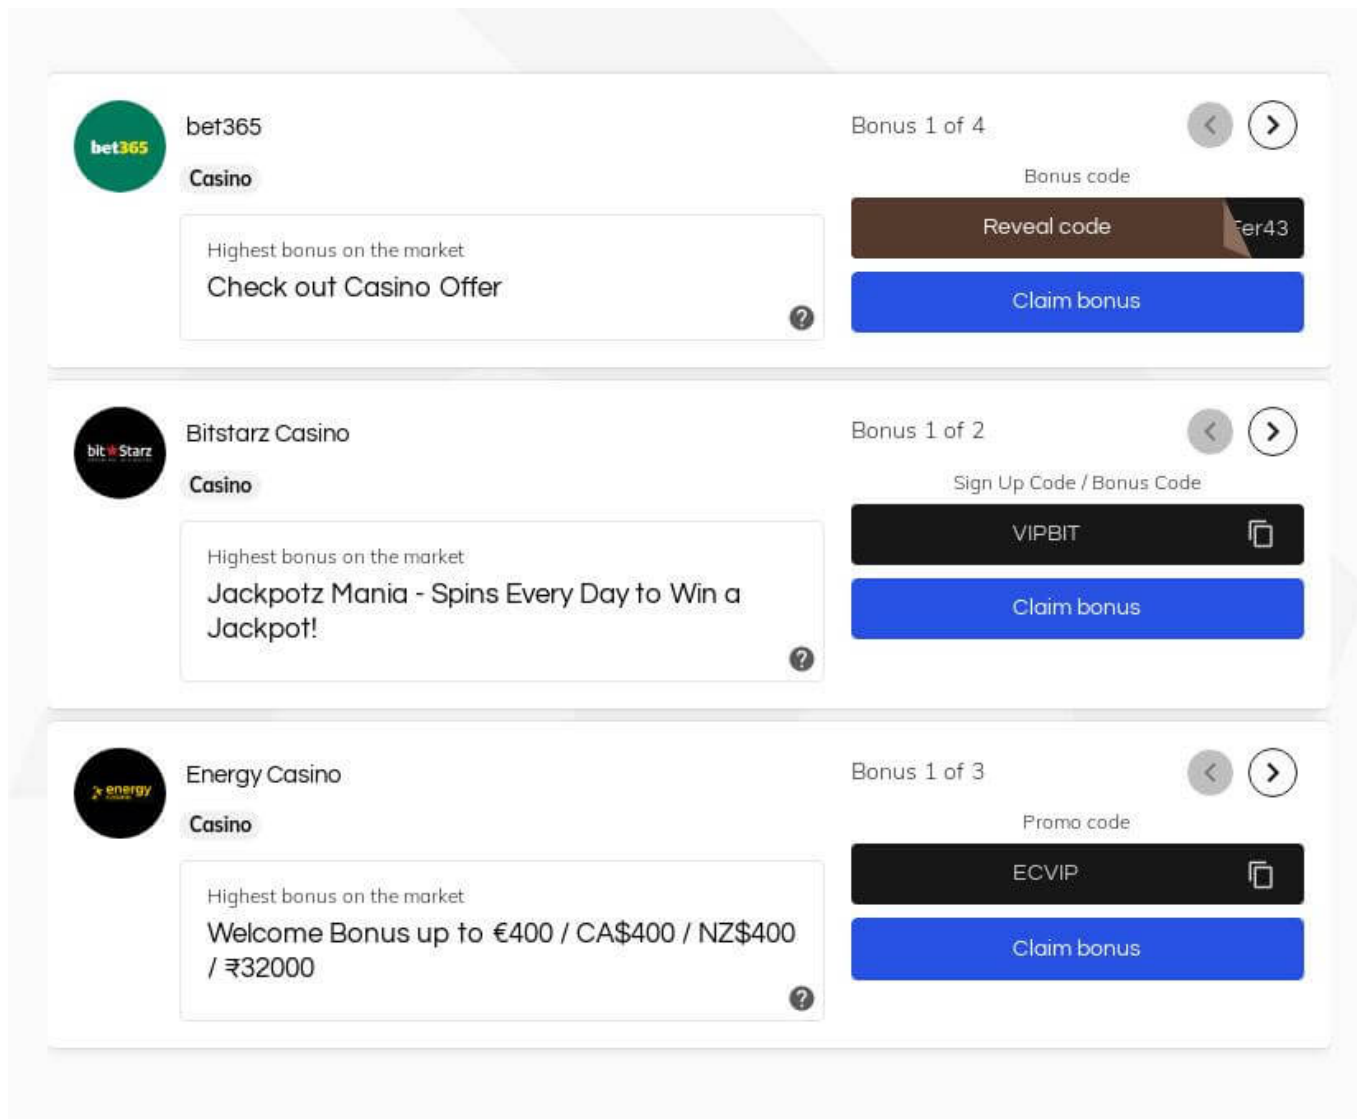 bet365
bet365
Bonus 1 of 4
Casino
Bonus code
Reveal code
Highest bonus on the market
Check out Casino Offer
Claim bonus
bitStarz
Bitstarz Casino
Bonus 1 of 2
Casino
Sign Up Code / Bonus Code
VIPBIT
Highest bonus on the market
Jackpotz Mania - Spins Every Day to Win a
Jackpot!
Claim bonus
energy
Energy Casino
Bonus 1 of 3
Casino
Promo code
ECVIP
Highest bonus on the market
Welcome Bonus up to €400 / CA$400 / NZ$400
/ ₹32000
Claim bonus